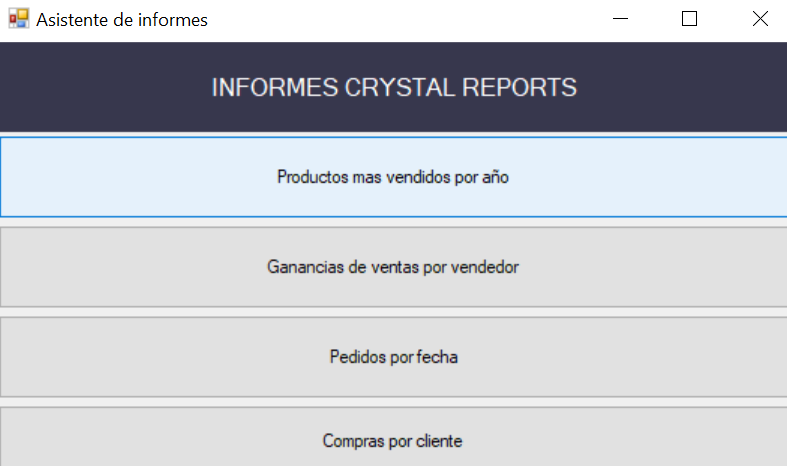 Asistente de informes
INFORMES CRYSTAL REPORTS
Productos mas vendidos por año
Ganancias de ventas por vendedor
Pedidos por fecha
Compras por cliente